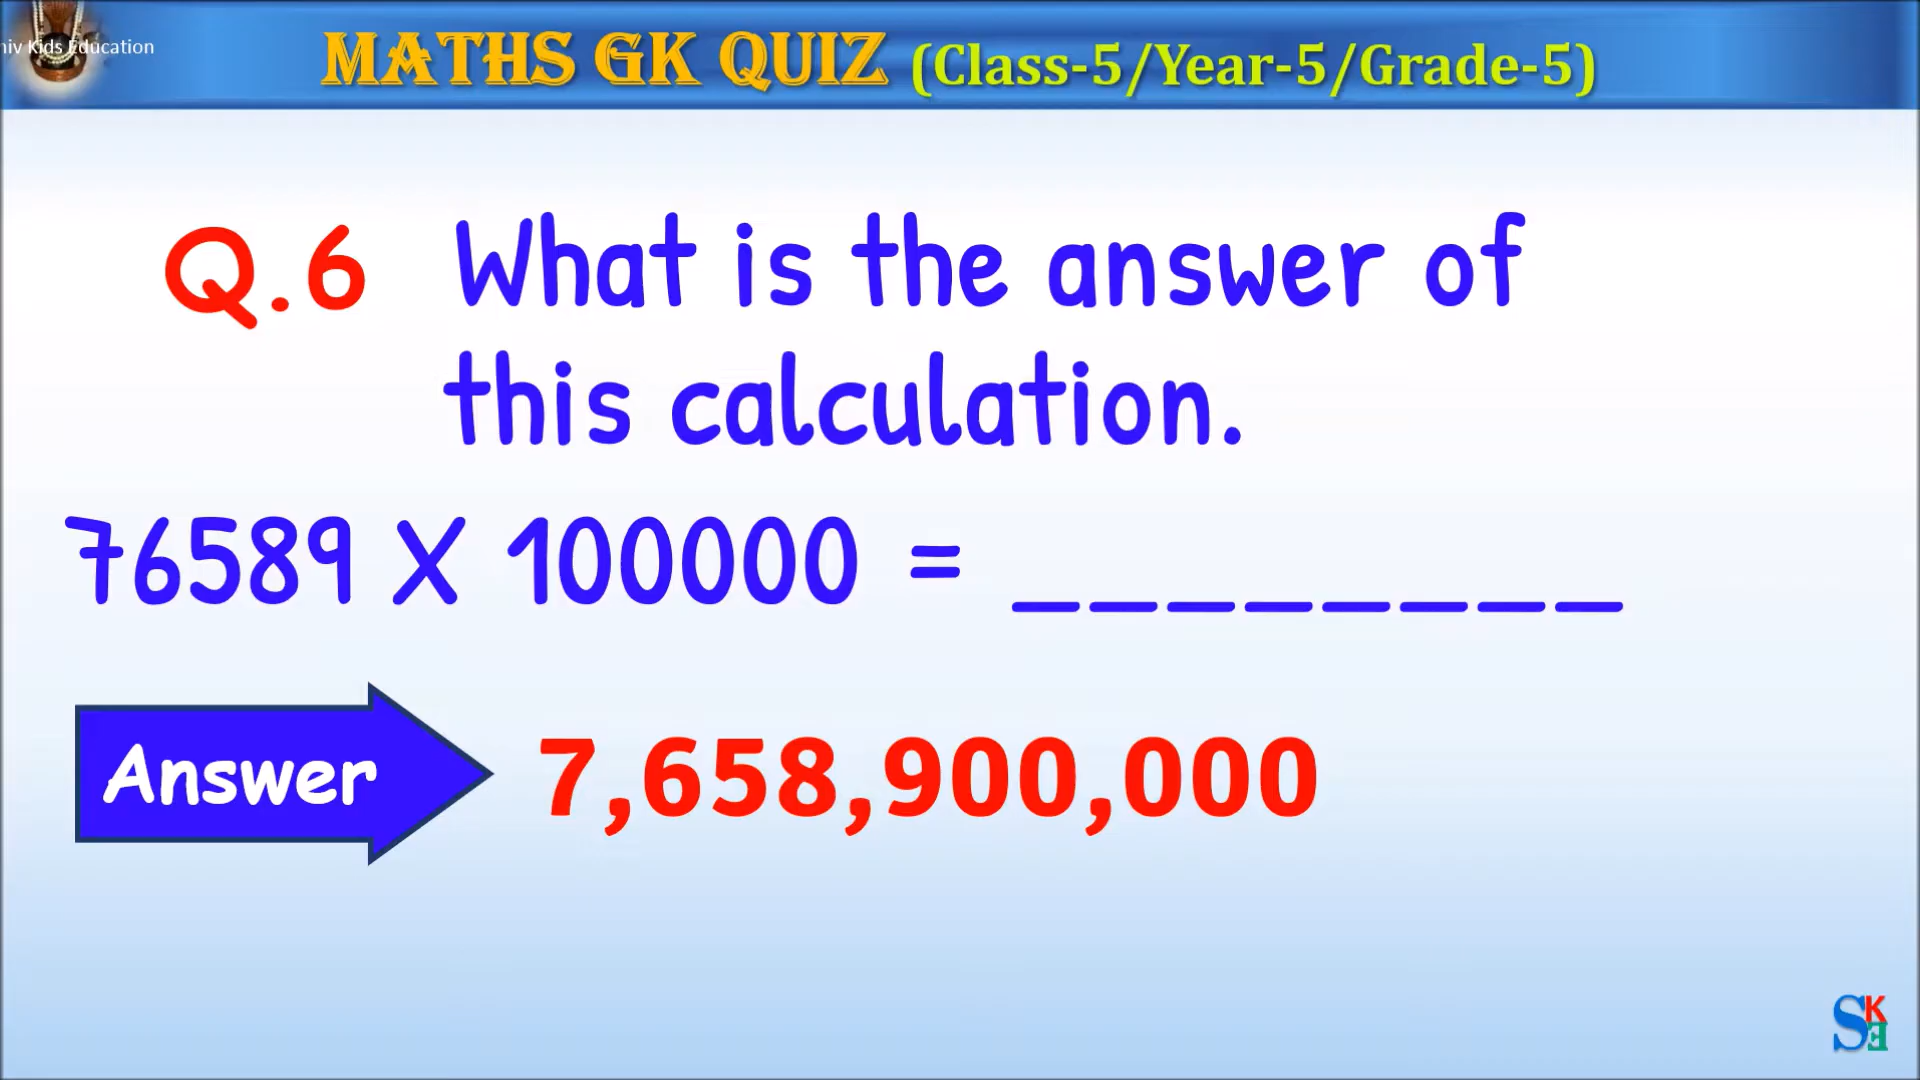 Kids Education
MATHS GK QUIZ (Class-5/Year-5/Grade-5)
Q.6 What is the answer of
this calculation.
76589 X 100000 = ________
Answer 7,658,900,000
SKE